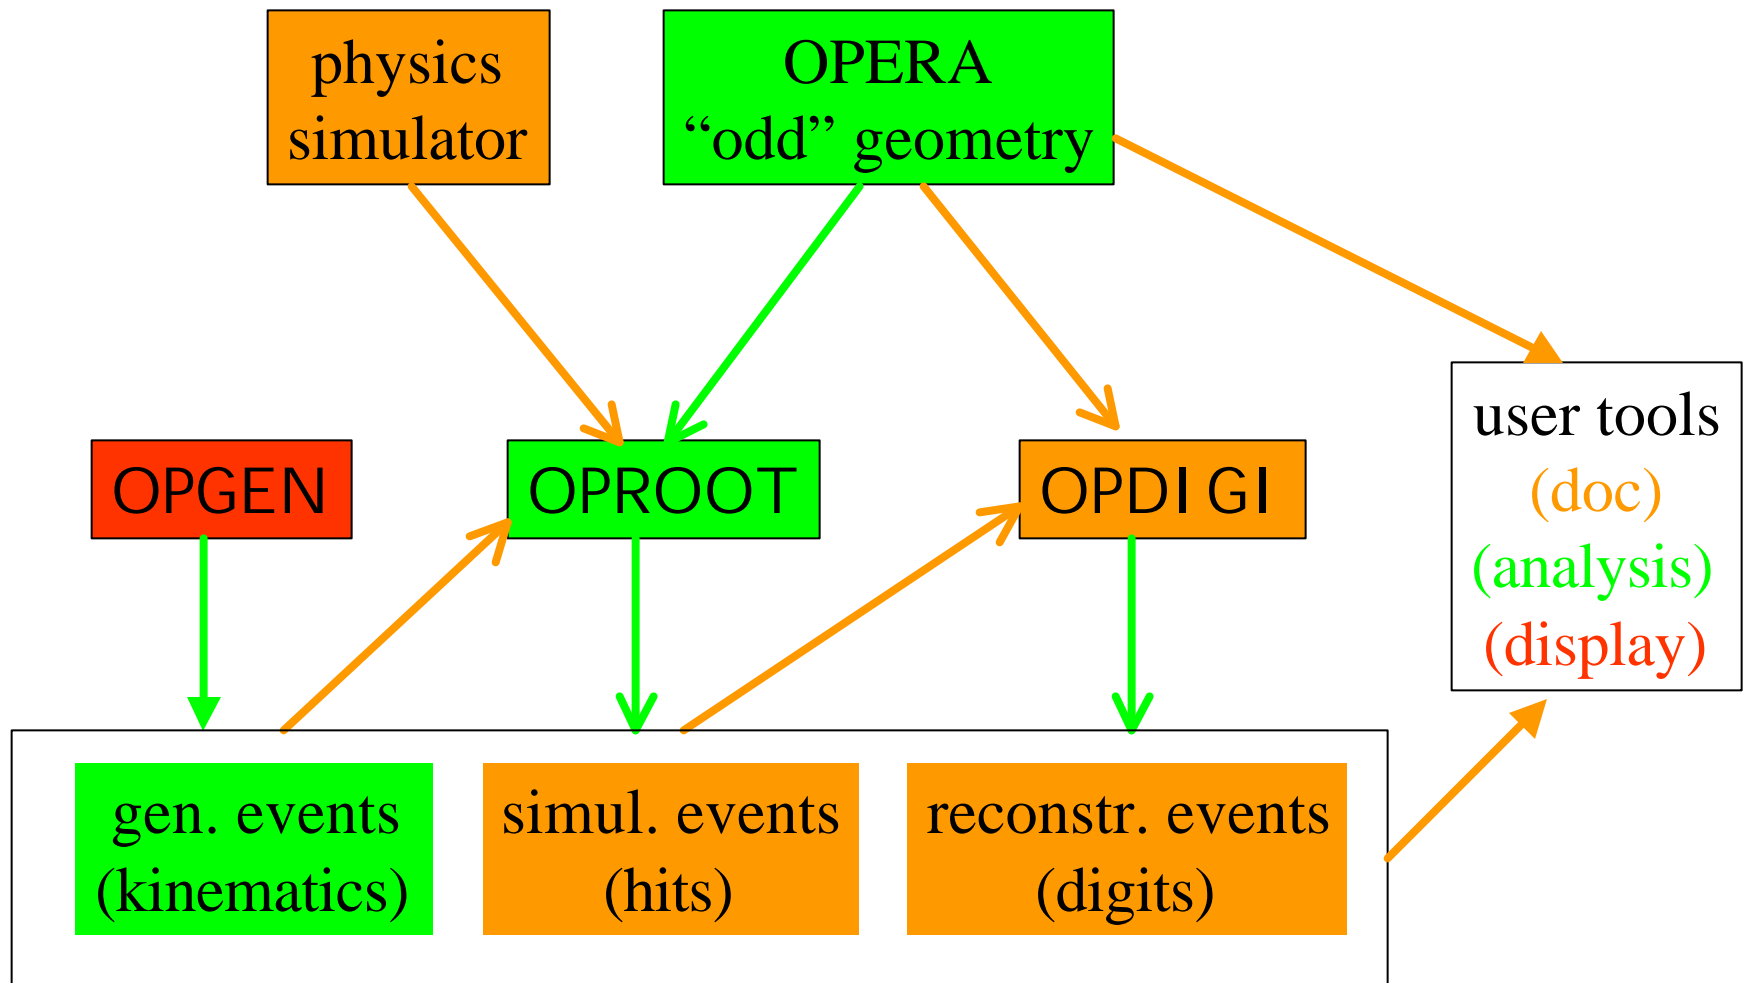 physics
simulator
OPERA
“odd” geometry
OPGEN
OPROOT
OPDIGI
user tools
(doc)
(analysis)
(display)
gen. events
(kinematics)
simul. events
(hits)
reconstr. events
(digits)